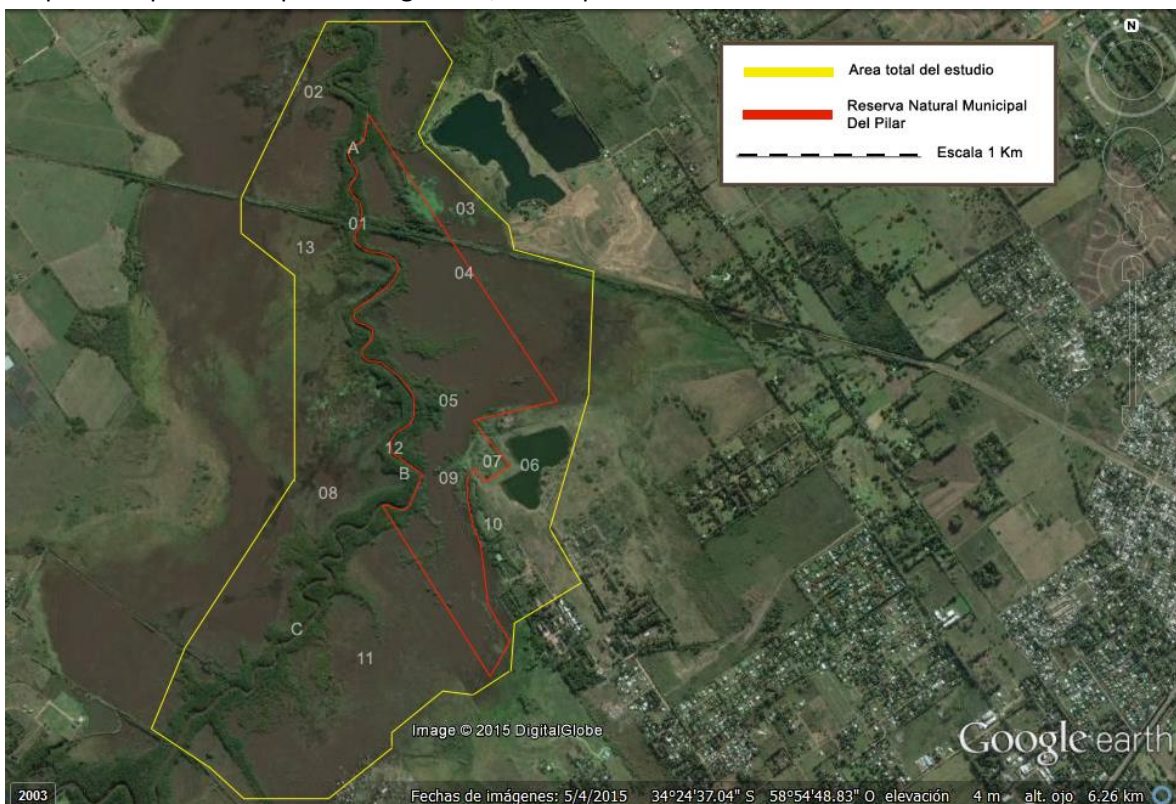 N
Area total del estudio
Reserva Natural Municipal
Del Pilar
Escala 1 Km
02
A
03
01
13
04
05
12
07
06
B
09
08
10
C
11
Image © 2015 DigitalGlobe
Google earth
2003
Fechas de imágenes: 5/4/2015 34°24'37.04" S 58°54'48.83" O elevación 4 m alt. ojo 6.26 km